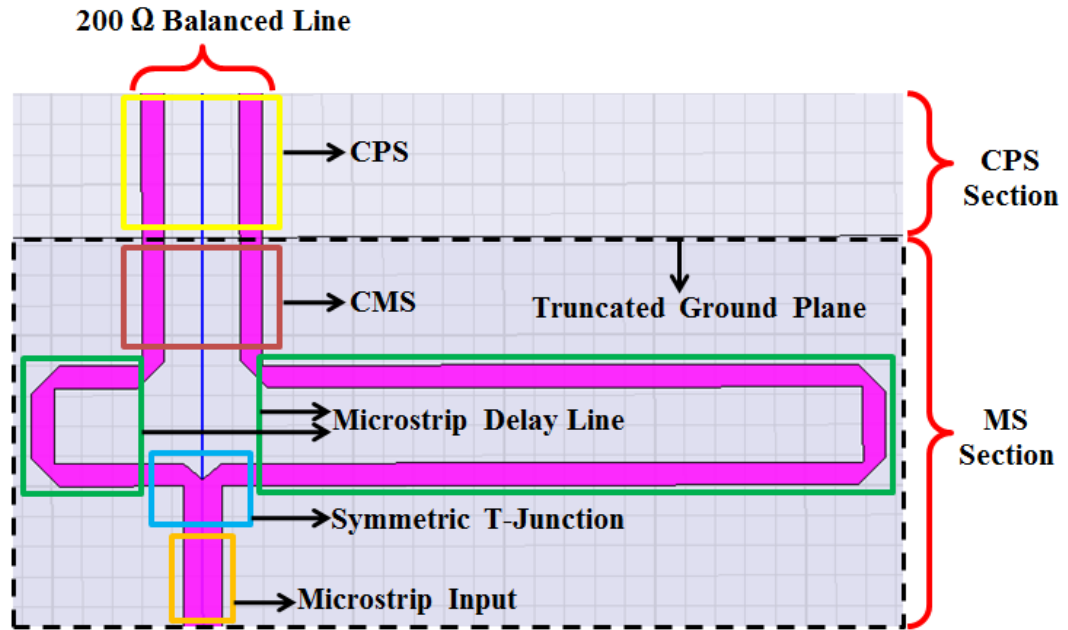 200 Ω Balanced Line
CPS
CPS
Section
CMS
Truncated Ground Plane
Microstrip Delay Line
MS
Section
Symmetric T-Junction
Microstrip Input